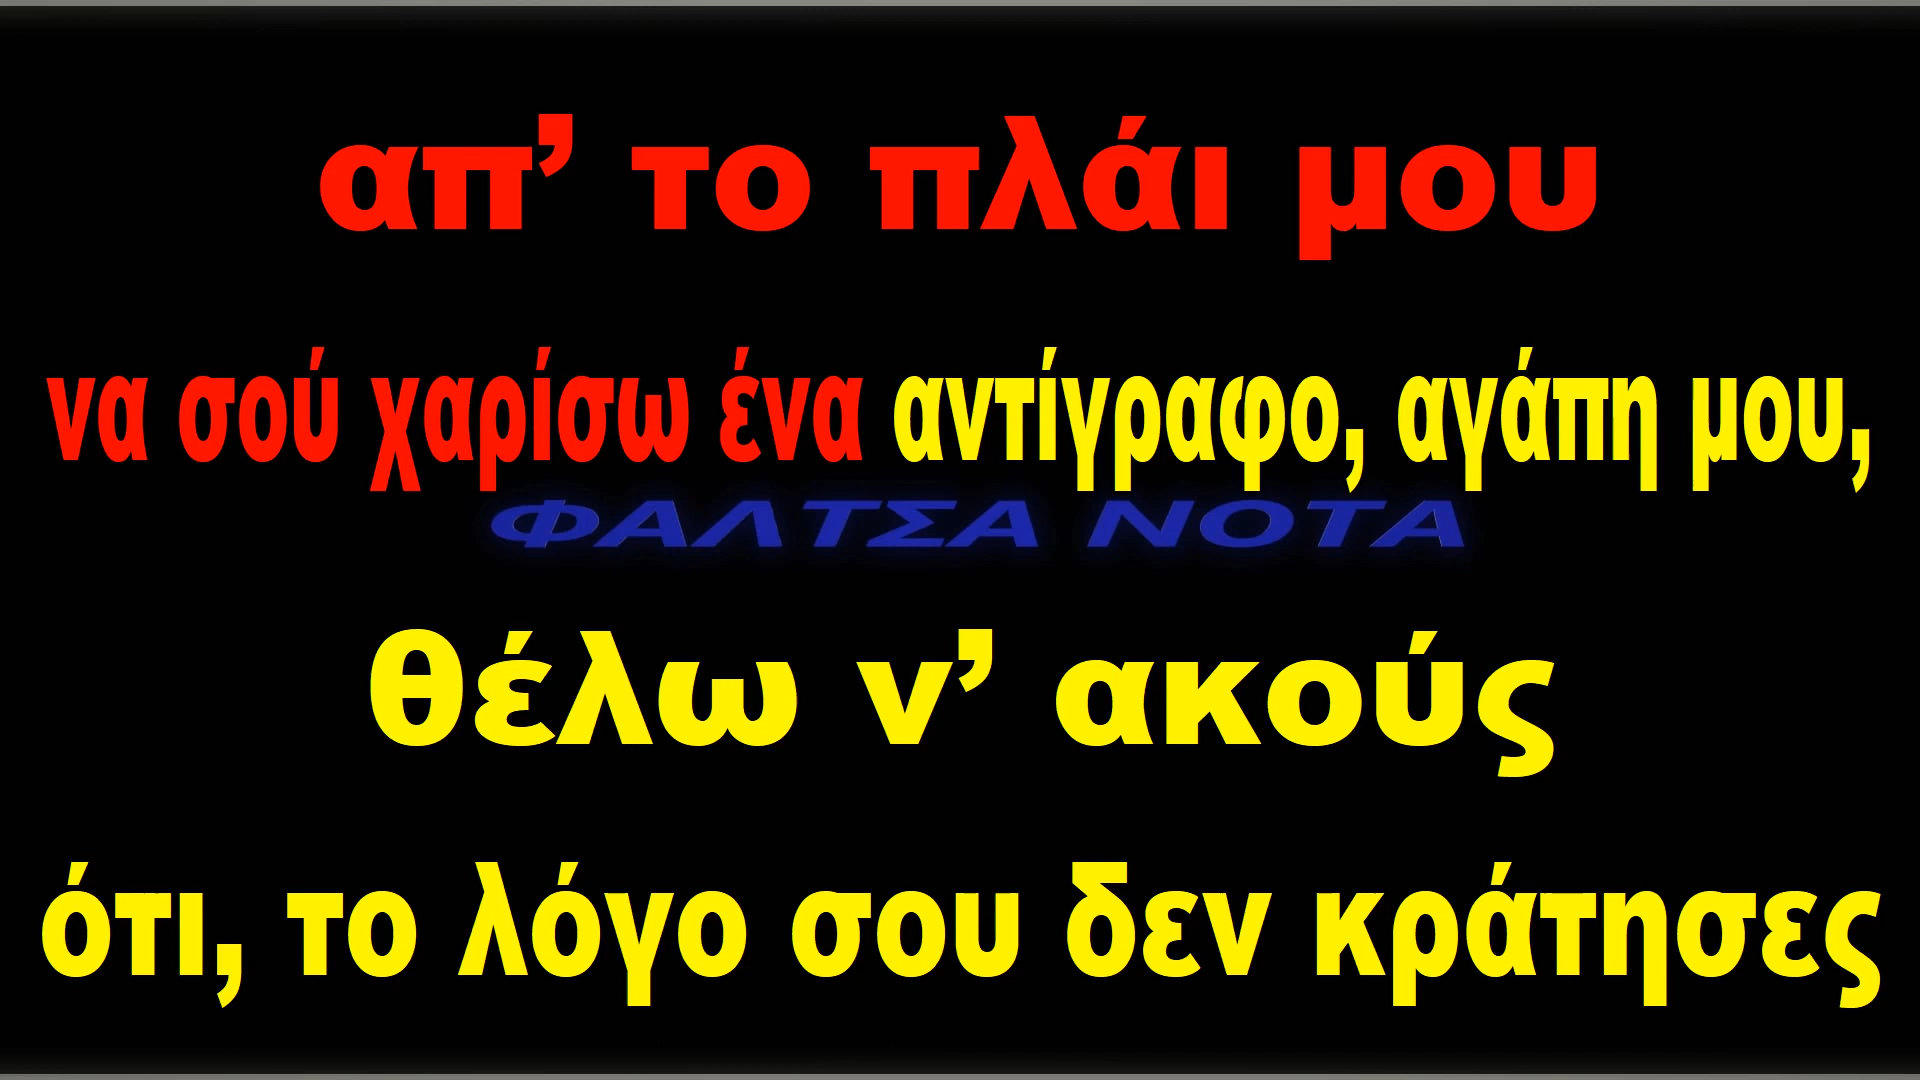 απ’ το πλάι μου
να σού χαρίσω ένα αντίγραφο, αγάπη μου,
ΦΑΛΤΣΑ ΝΟΤΑ
θέλω ν’ ακούς
ότι, το λόγο σου δεν κράτησες